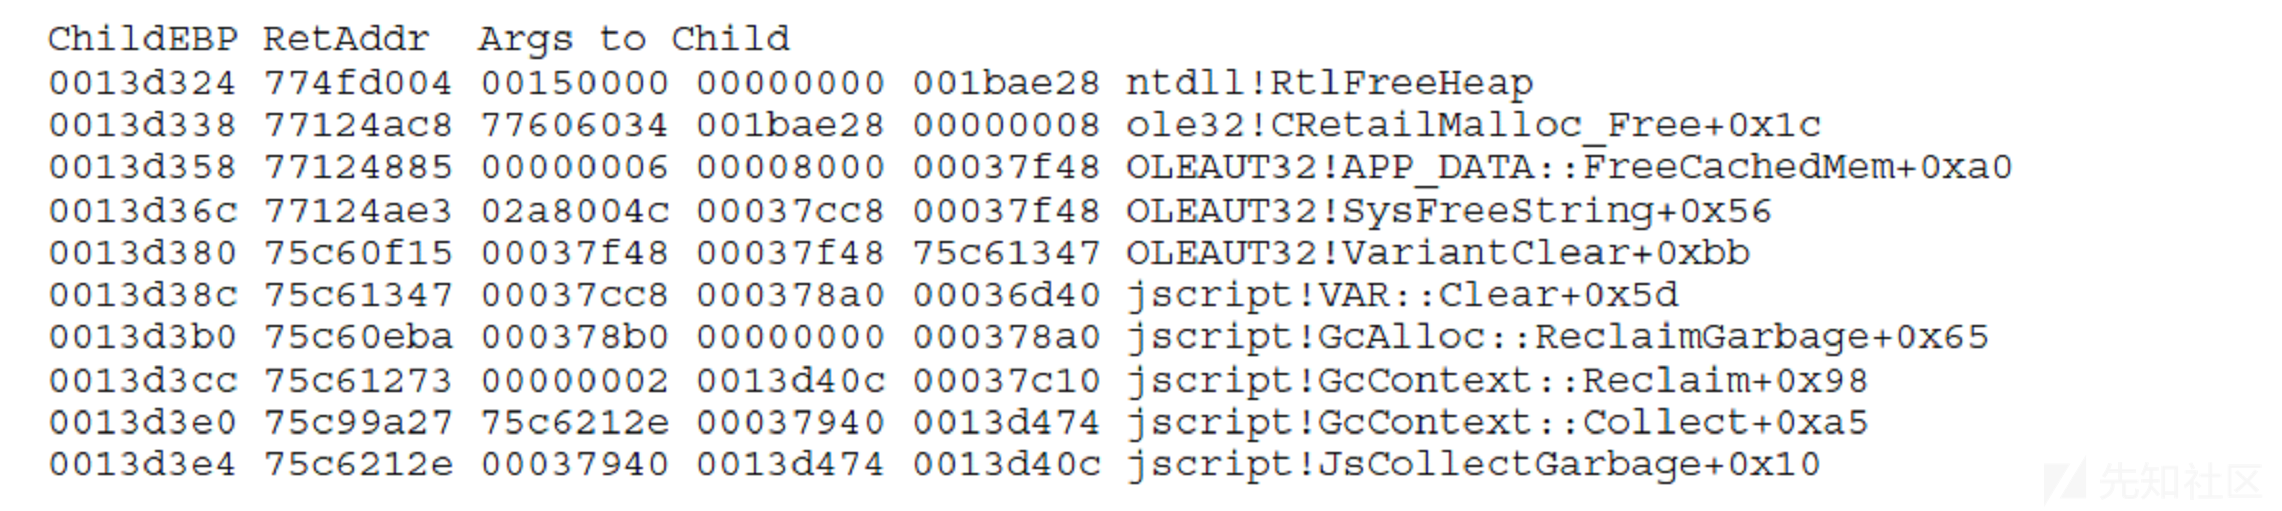 ChildEBP RetAddr  Args to Child
0013d324 774fd004 00150000 00000000 001bae28 ntdll!RtlFreeHeap
0013d338 77124ac8 77606034 001bae28 00000008 ole32!CRetailMalloc_Free+0x1c
0013d358 77124885 00000006 00008000 00037f48 OLEAUT32!APP_DATA::FreeCachedMem+0xa0
0013d36c 77124ae3 02a8004c 00037cc8 00037f48 OLEAUT32!SysFreeString+0x56
0013d380 75c60f15 00037f48 00037f48 75c61347 OLEAUT32!VariantClear+0xbb
0013d38c 75c61347 00037cc8 000378a0 00036d40 jscript!VAR::Clear+0x5d
0013d3b0 75c60eba 000378b0 00000000 000378a0 jscript!GcAlloc::ReclaimGarbage+0x65
0013d3cc 75c61273 00000002 0013d40c 00037c10 jscript!GcContext::Reclaim+0x98
0013d3e0 75c99a27 75c6212e 00037940 0013d474 jscript!GcContext::Collect+0xa5
0013d3e4 75c6212e 00037940 0013d474 0013d40c jscript!JsCollectGarbage+0x10
先知社区